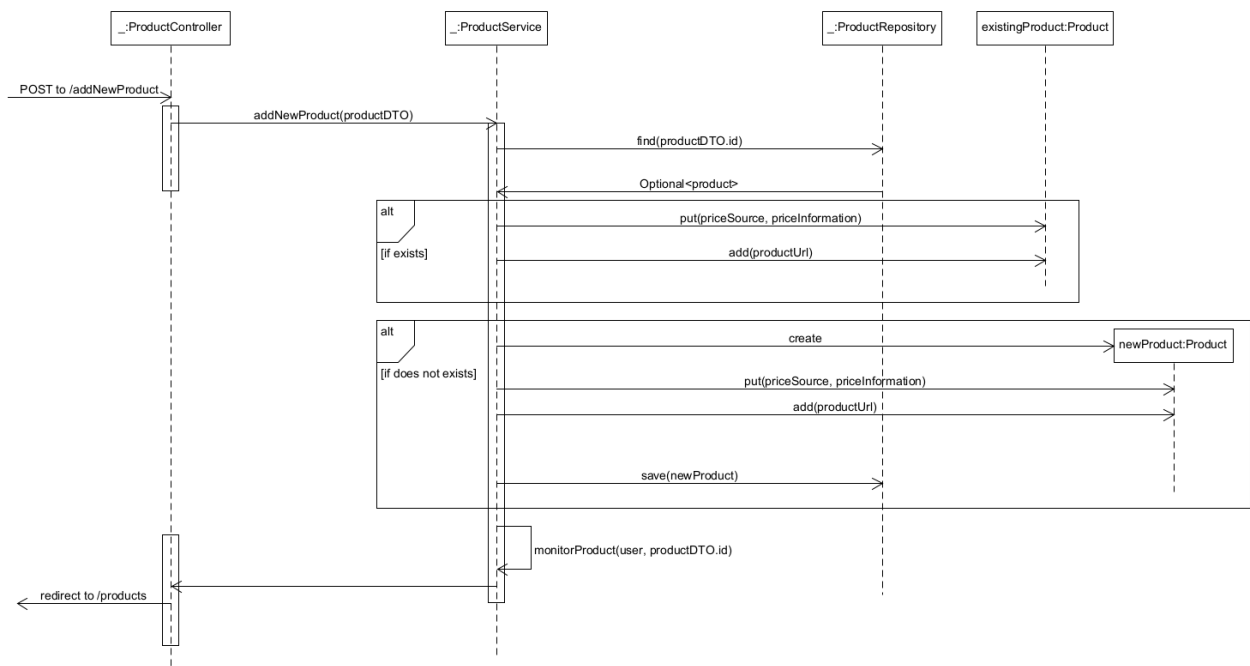 _:ProductController
_:ProductService
_:ProductRepository
existingProduct:Product
POST to /addNewProduct
addNewProduct(productDTO)
find(productDTO.id)
Optional<product>
alt
put(priceSource, priceInformation)
[if exists]
add(productUrl)
alt
create
newProduct:Product
[if does not exists]
put(priceSource, priceInformation)
add(productUrl)
save(newProduct)
monitorProduct(user, productDTO.id)
redirect to /products